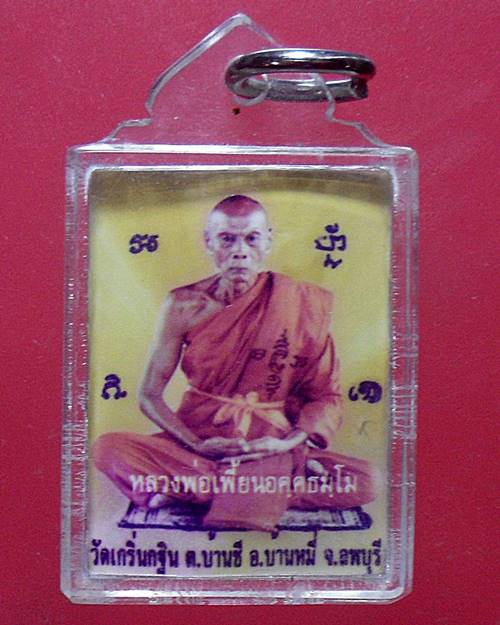 หลวงพ่อเพี้ยนอคฺคธมฺโม
วัดเกริ่นกฐิน ต.บ้านชี อ.บ้านหมี่ จ.ลพบุรี